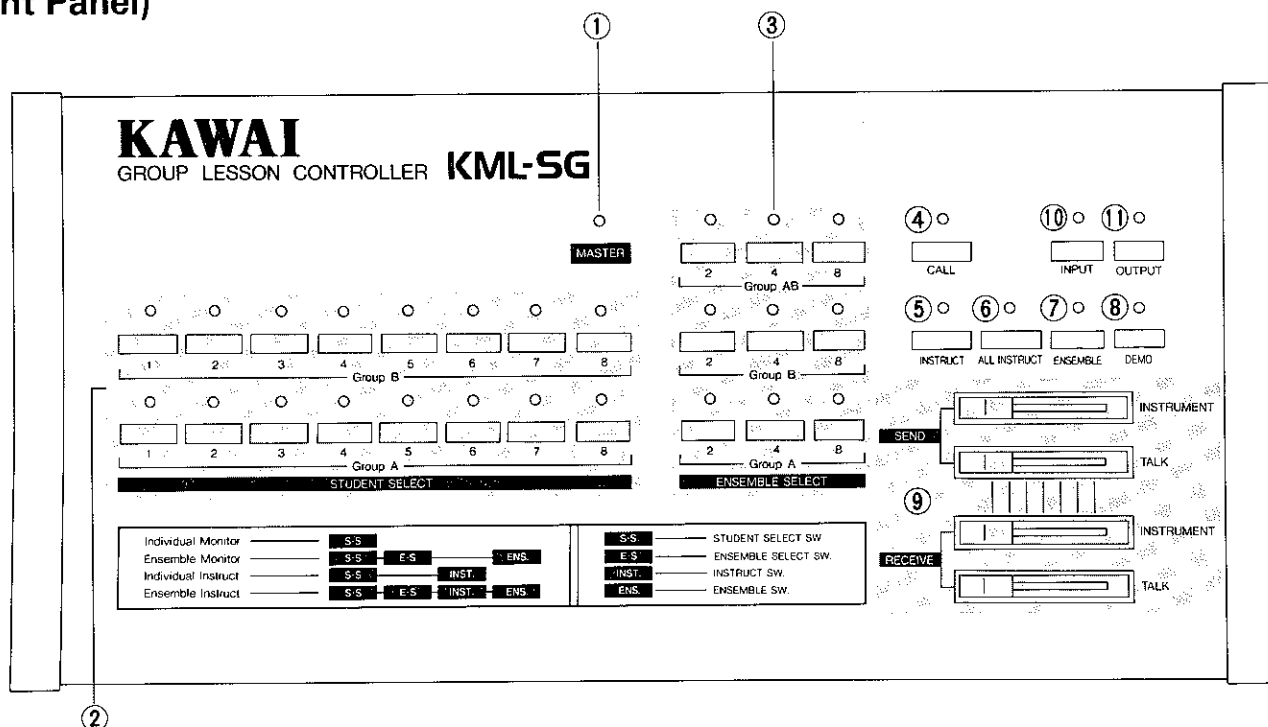 nt Panel)
① ③
KAWAI
GROUP LESSON CONTROLLER KML-SG
MASTER
2 4 8
Group AB
④ ⑩ ⑪
CALL INPUT OUTPUT
1 2 3 4 5 6 7 8
Group B
2 4 8
Group B
⑤ ⑥ ⑦ ⑧
INSTRUCT ALL INSTRUCT ENSEMBLE DEMO
1 2 3 4 5 6 7 8
Group A
STUDENT SELECT
2 4 8
Group A
ENSEMBLE SELECT
SEND
INSTRUMENT
TALK
⑨
RECEIVE
INSTRUMENT
TALK
Individual Monitor S·S
Ensemble Monitor S·S E·S ENS.
Individual Instruct S·S INST.
Ensemble Instruct S·S E·S INST. ENS.
S·S. STUDENT SELECT SW
E·S ENSEMBLE SELECT SW.
INST. INSTRUCT SW.
ENS. ENSEMBLE SW.
②